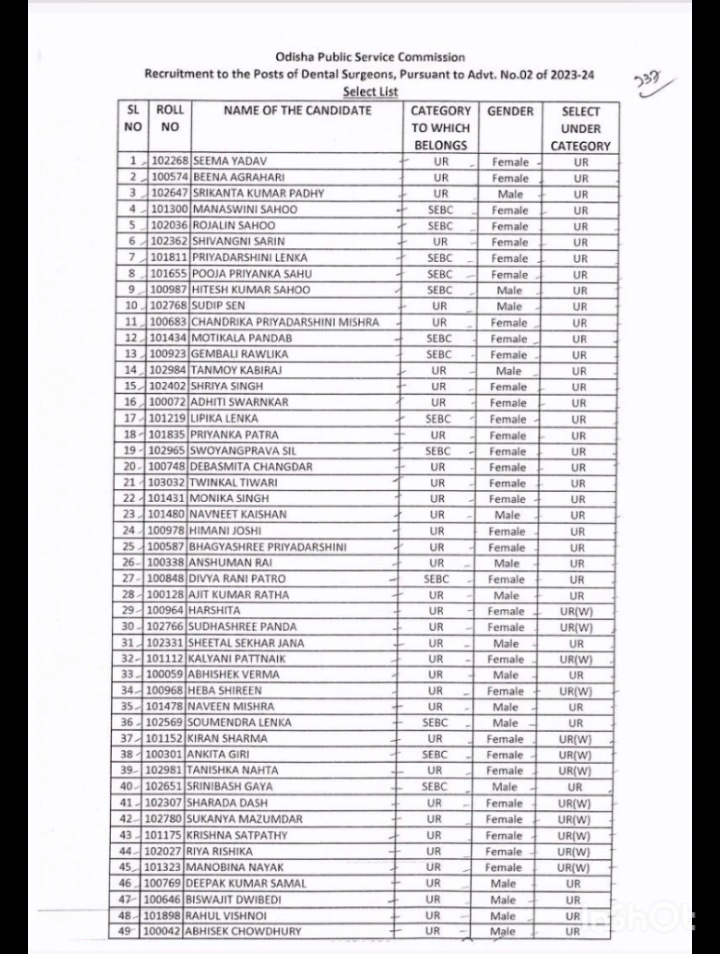 Odisha Public Service Commission
Recruitment to the Posts of Dental Surgeons, Pursuant to Advt. No.02 of 2023-24
Select List
SL NO ROLL NO NAME OF THE CANDIDATE CATEGORY TO WHICH BELONGS GENDER SELECT UNDER CATEGORY
1 102268 SEEMA YADAV UR Female UR
2 100574 BEENA AGRAHARI UR Female UR
3 102647 SRIKANTA KUMAR PADHY UR Male UR
4 101300 MANASWINI SAHOO SEBC Female UR
5 102036 ROJALIN SAHOO SEBC Female UR
6 102362 SHIVANGNI SARIN UR Female UR
7 101811 PRIYADARSHINI LENKA SEBC Female UR
8 101655 POOJA PRIYANKA SAHU SEBC Female UR
9 100987 HITESH KUMAR SAHOO SEBC Male UR
10 102768 SUDIP SEN UR Male UR
11 100683 CHANDRIKA PRIYADARSHINI MISHRA UR Female UR
12 101434 MOTIKALA PANDAB SEBC Female UR
13 100923 GEMBALI RAWLIKA SEBC Female UR
14 102984 TANMOY KABIRAJ UR Male UR
15 102402 SHRIYA SINGH UR Female UR
16 100072 ADHITI SWARNKAR UR Female UR
17 101219 LIPIKA LENKA SEBC Female UR
18 101835 PRIYANKA PATRA UR Female UR
19 102965 SWOYANGPRAVA SIL SEBC Female UR
20 100748 DEBASMITA CHANGDAR UR Female UR
21 103032 TWINKAL TIWARI UR Female UR
22 101431 MONIKA SINGH UR Female UR
23 101480 NAVNEET KAISHAN UR Male UR
24 100978 HIMANI JOSHI UR Female UR
25 100587 BHAGYASHREE PRIYADARSHINI UR Female UR
26 100338 ANSHUMAN RAI UR Male UR
27 100848 DIVYA RANI PATRO SEBC Female UR
28 100128 AJIT KUMAR RATHA UR Male UR
29 100964 HARSHITA UR Female UR(W)
30 102766 SUDHASHREE PANDA UR Female UR(W)
31 102331 SHEETAL SEKHAR JANA UR Male UR
32 101112 KALYANI PATTNAIK UR Female UR(W)
33 100059 ABHISHEK VERMA UR Male UR
34 100968 HEBA SHIREEN UR Female UR(W)
35 101478 NAVEEN MISHRA UR Male UR
36 102569 SOUMENDRA LENKA SEBC Male UR
37 101152 KIRAN SHARMA UR Female UR(W)
38 100301 ANKITA GIRI SEBC Female UR(W)
39 102981 TANISHKA NAHTA UR Female UR(W)
40 102651 SRINIBASH GAYA SEBC Male UR
41 102307 SHARADA DASH UR Female UR(W)
42 102780 SUKANYA MAZUMDAR UR Female UR(W)
43 101175 KRISHNA SATPATHY UR Female UR(W)
44 102027 RIYA RISHIKA UR Female UR(W)
45 101323 MANOBINA NAYAK UR Female UR(W)
46 100769 DEEPAK KUMAR SAMAL UR Male UR
47 100646 BISWAJIT DWIBEDI UR Male UR
48 101898 RAHUL VISHNOI UR Male UR
49 100042 ABHISEK CHOWDHURY UR Male UR
InShOt